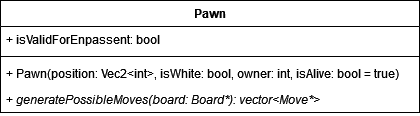 Pawn
+ isValidForEnpassent: bool
+ Pawn(position: Vec2<int>, isWhite: bool, owner: int, isAlive: bool = true)
+ generatePossibleMoves(board: Board*): vector<Move*>